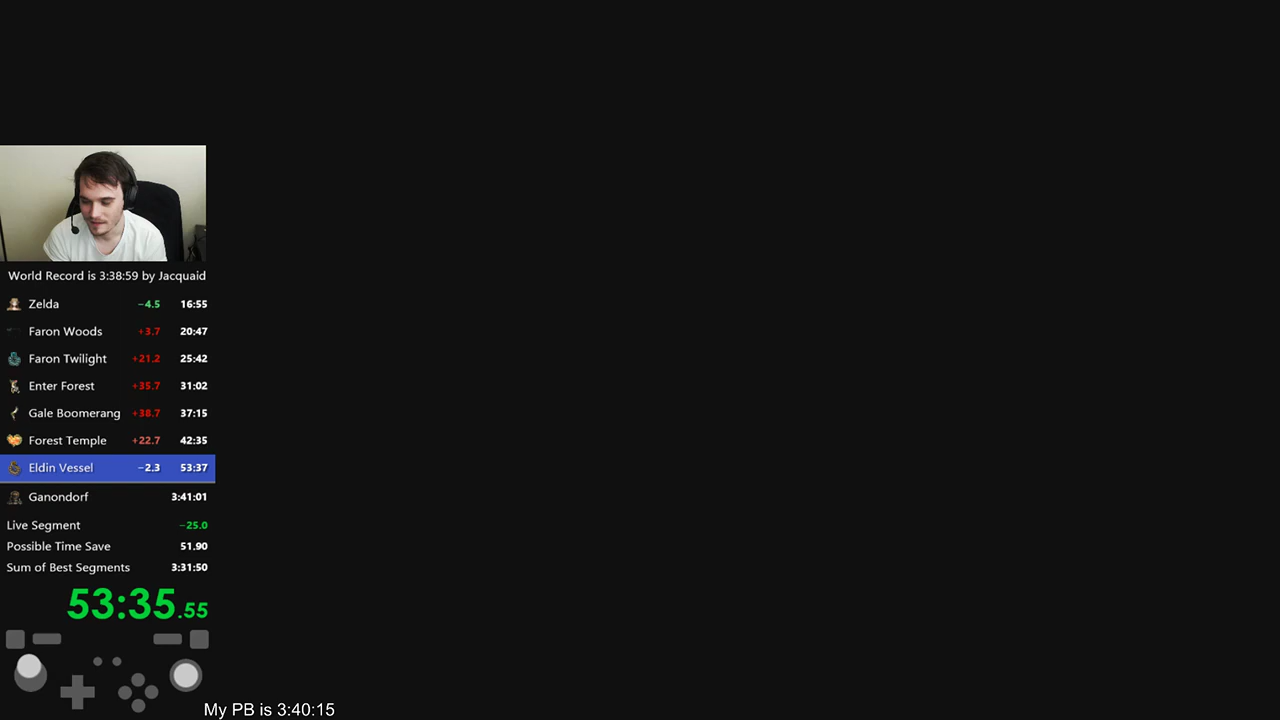 World Record is 3:38:59 by Jacquaid
Zelda −4.5 16:55
Faron Woods +3.7 20:47
Faron Twilight +21.2 25:42
Enter Forest +35.7 31:02
Gale Boomerang +38.7 37:15
Forest Temple +22.7 42:35
Eldin Vessel −2.3 53:37
Ganondorf 3:41:01
Live Segment −25.0
Possible Time Save 51.90
Sum of Best Segments 3:31:50
53:35.55
My PB is 3:40:15